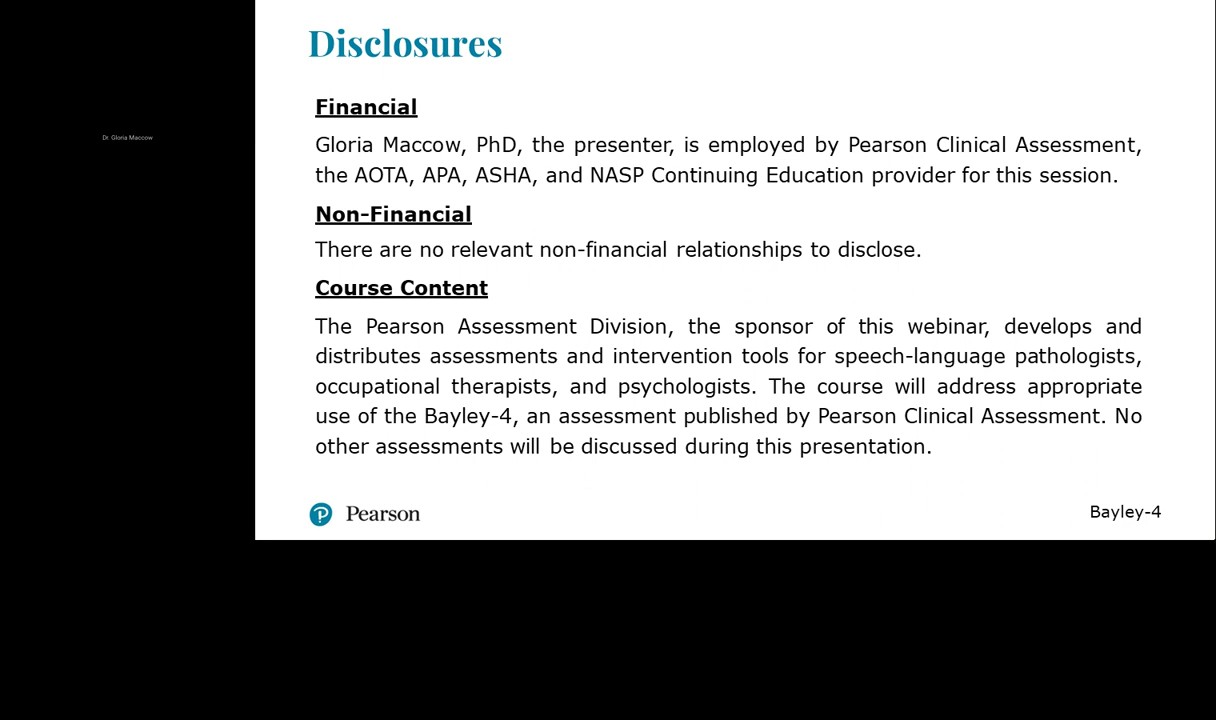 Disclosures
Dr. Gloria Maccow
Financial
Gloria Maccow, PhD, the presenter, is employed by Pearson Clinical Assessment,
the AOTA, APA, ASHA, and NASP Continuing Education provider for this session.
Non-Financial
There are no relevant non-financial relationships to disclose.
Course Content
The Pearson Assessment Division, the sponsor of this webinar, develops and
distributes assessments and intervention tools for speech-language pathologists,
occupational therapists, and psychologists. The course will address appropriate
use of the Bayley-4, an assessment published by Pearson Clinical Assessment. No
other assessments will be discussed during this presentation.
Pearson
Bayley-4